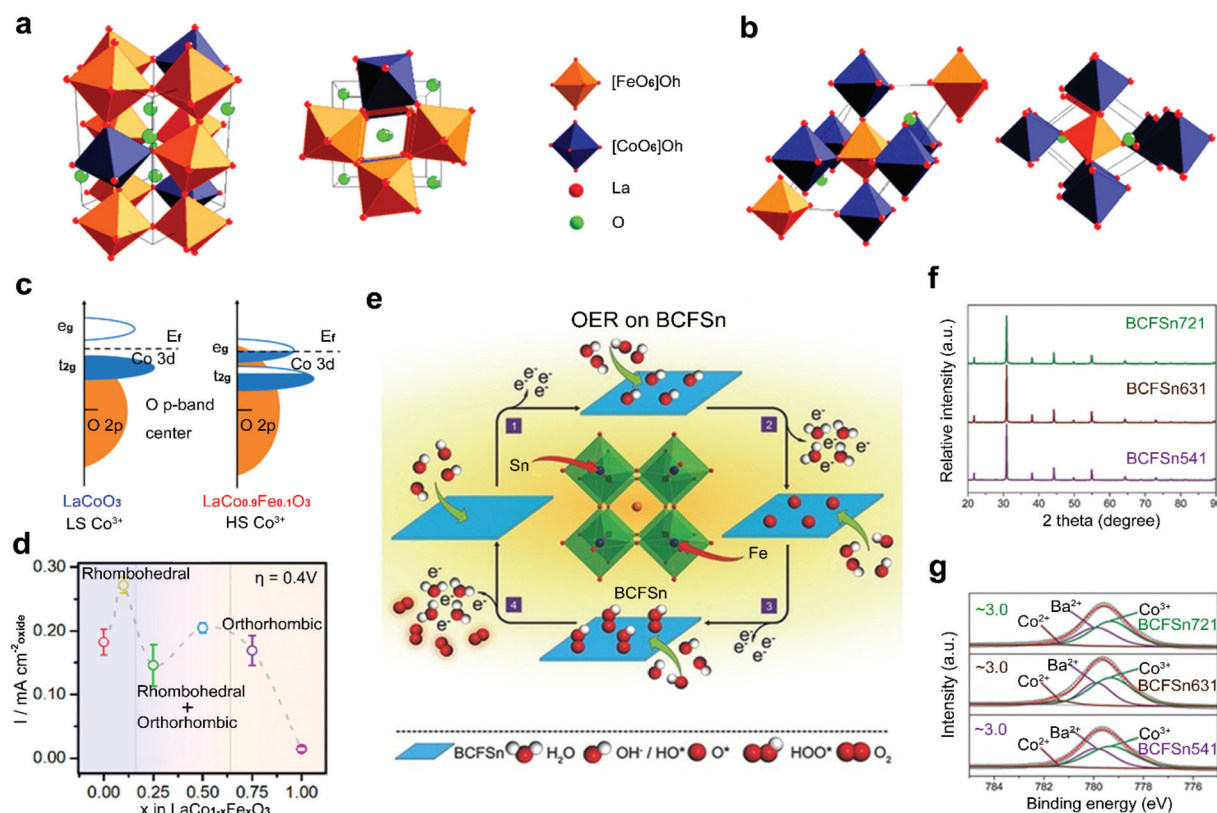 a
[FeO₆]Oh
[CoO₆]Oh
La
O
b
c
eg
Ef
Co 3d
t2g
O 2p
LaCoO₃
LS Co³⁺
O p-band
center
eg
Ef
Co 3d
t2g
O 2p
LaCo0.9Fe0.1O₃
HS Co³⁺
d
I / mA cm⁻²oxide
0.30
0.20
0.10
0.00
Rhombohedral
η = 0.4V
Orthorhombic
Rhombohedral
+
Orthorhombic
0.00 0.25 0.50 0.75 1.00
x in LaCo1-xFexO₃
e
OER on BCFSn
e⁻ e⁻ e⁻ e⁻
1
2
e⁻ e⁻ e⁻ e⁻
Sn
Fe
BCFSn
e⁻ e⁻ e⁻ e⁻
4
3
e⁻ e⁻ e⁻ e⁻
BCFSn H₂O OH⁻ / HO* O* HOO* O₂
f
Relative intensity (a.u.)
BCFSn721
BCFSn631
BCFSn541
20 30 40 50 60 70 80 90
2 theta (degree)
g
Intensity (a.u.)
~3.0 Co²⁺ Ba²⁺ Co³⁺
BCFSn721
~3.0 Co²⁺ Ba²⁺ Co³⁺
BCFSn631
~3.0 Co²⁺ Ba²⁺ Co³⁺
BCFSn541
784 782 780 778 776
Binding energy (eV)